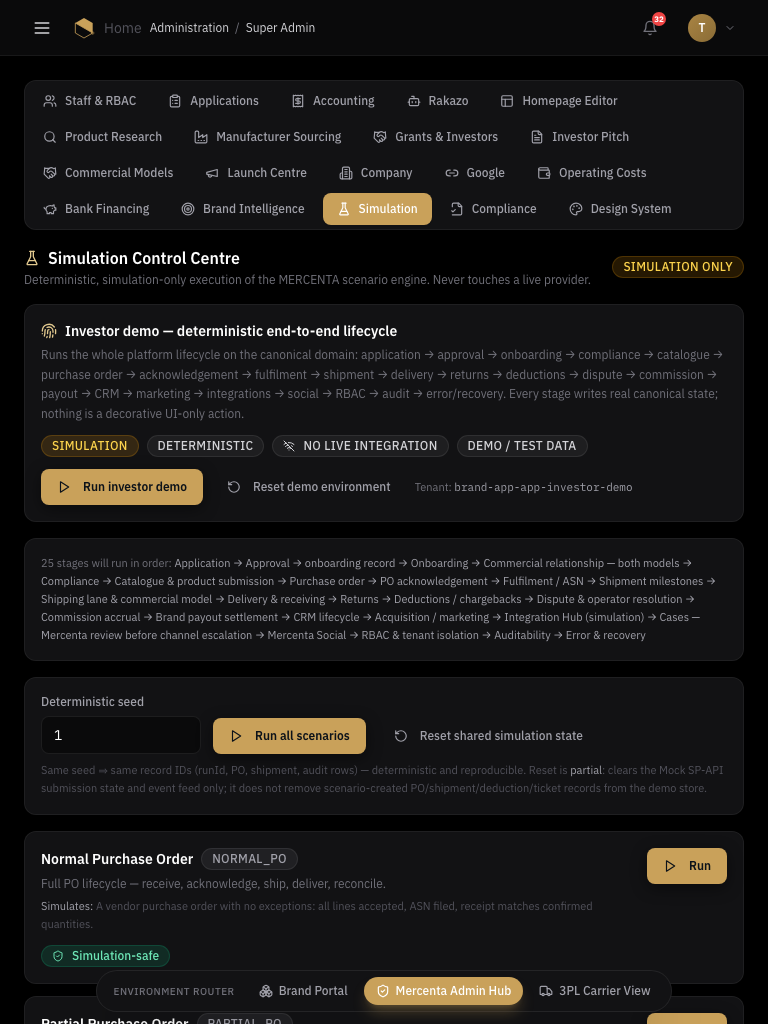 Home Administration / Super Admin 32 T
Staff & RBAC Applications Accounting Rakazo Homepage Editor
Product Research Manufacturer Sourcing Grants & Investors Investor Pitch
Commercial Models Launch Centre Company Google Operating Costs
Bank Financing Brand Intelligence Simulation Compliance Design System
Simulation Control Centre
Deterministic, simulation-only execution of the MERCENTA scenario engine. Never touches a live provider.
SIMULATION ONLY
Investor demo — deterministic end-to-end lifecycle
Runs the whole platform lifecycle on the canonical domain: application → approval → onboarding → compliance → catalogue →
purchase order → acknowledgement → fulfilment → shipment → delivery → returns → deductions → dispute → commission →
payout → CRM → marketing → integrations → social → RBAC → audit → error/recovery. Every stage writes real canonical state;
nothing is a decorative UI-only action.
SIMULATION DETERMINISTIC NO LIVE INTEGRATION DEMO / TEST DATA
Run investor demo Reset demo environment Tenant: brand-app-app-investor-demo
25 stages will run in order: Application → Approval → onboarding record → Onboarding → Commercial relationship — both models →
Compliance → Catalogue & product submission → Purchase order → PO acknowledgement → Fulfilment / ASN → Shipment milestones →
Shipping lane & commercial model → Delivery & receiving → Returns → Deductions / chargebacks → Dispute & operator resolution →
Commission accrual → Brand payout settlement → CRM lifecycle → Acquisition / marketing → Integration Hub (simulation) → Cases —
Mercenta review before channel escalation → Mercenta Social → RBAC & tenant isolation → Auditability → Error & recovery
Deterministic seed
1 Run all scenarios Reset shared simulation state
Same seed ⇒ same record IDs (runId, PO, shipment, audit rows) — deterministic and reproducible. Reset is partial: clears the Mock SP-API
submission state and event feed only; it does not remove scenario-created PO/shipment/deduction/ticket records from the demo store.
Normal Purchase Order NORMAL_PO Run
Full PO lifecycle — receive, acknowledge, ship, deliver, reconcile.
Simulates: A vendor purchase order with no exceptions: all lines accepted, ASN filed, receipt matches confirmed
quantities.
Simulation-safe
ENVIRONMENT ROUTER Brand Portal Mercenta Admin Hub 3PL Carrier View
Partial Purchase Order PARTIAL_PO